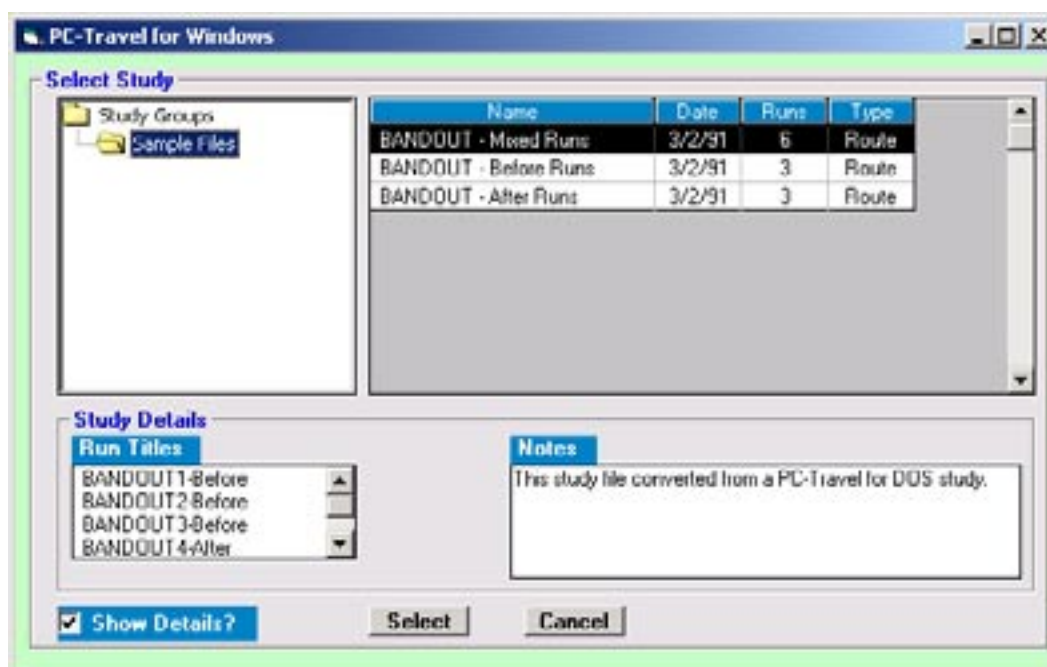 PC-Travel for Windows
Select Study
Study Groups
Sample Files
Name Date Runs Type
BANDOUT - Mixed Runs 3/2/91 6 Route
BANDOUT - Before Runs 3/2/91 3 Route
BANDOUT - After Runs 3/2/91 3 Route
Study Details
Run Titles
BANDOUT1-Before
BANDOUT2-Before
BANDOUT3-Before
BANDOUT4-After
Notes
This study file converted from a PC-Travel for DOS study.
Show Details?
Select
Cancel